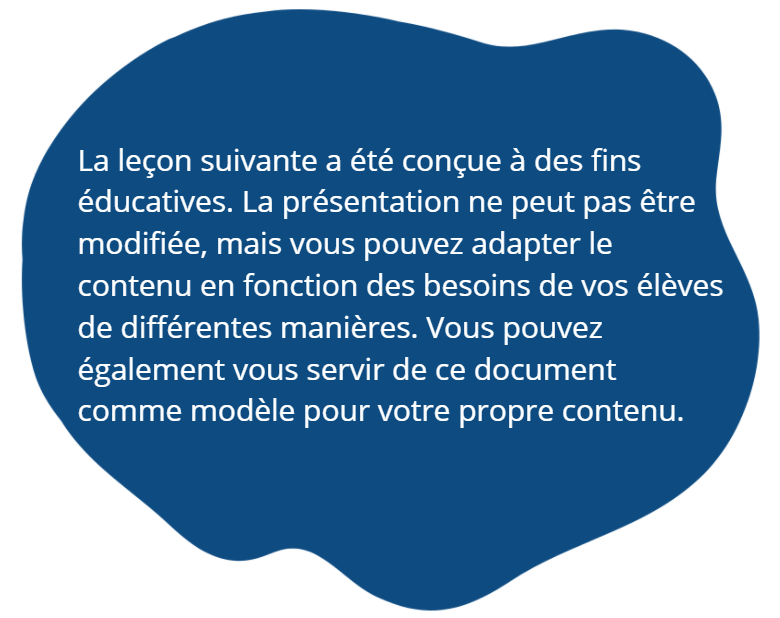 La leçon suivante a été conçue à des fins
éducatives. La présentation ne peut pas être
modifiée, mais vous pouvez adapter le
contenu en fonction des besoins de vos élèves
de différentes manières. Vous pouvez
également vous servir de ce document
comme modèle pour votre propre contenu.